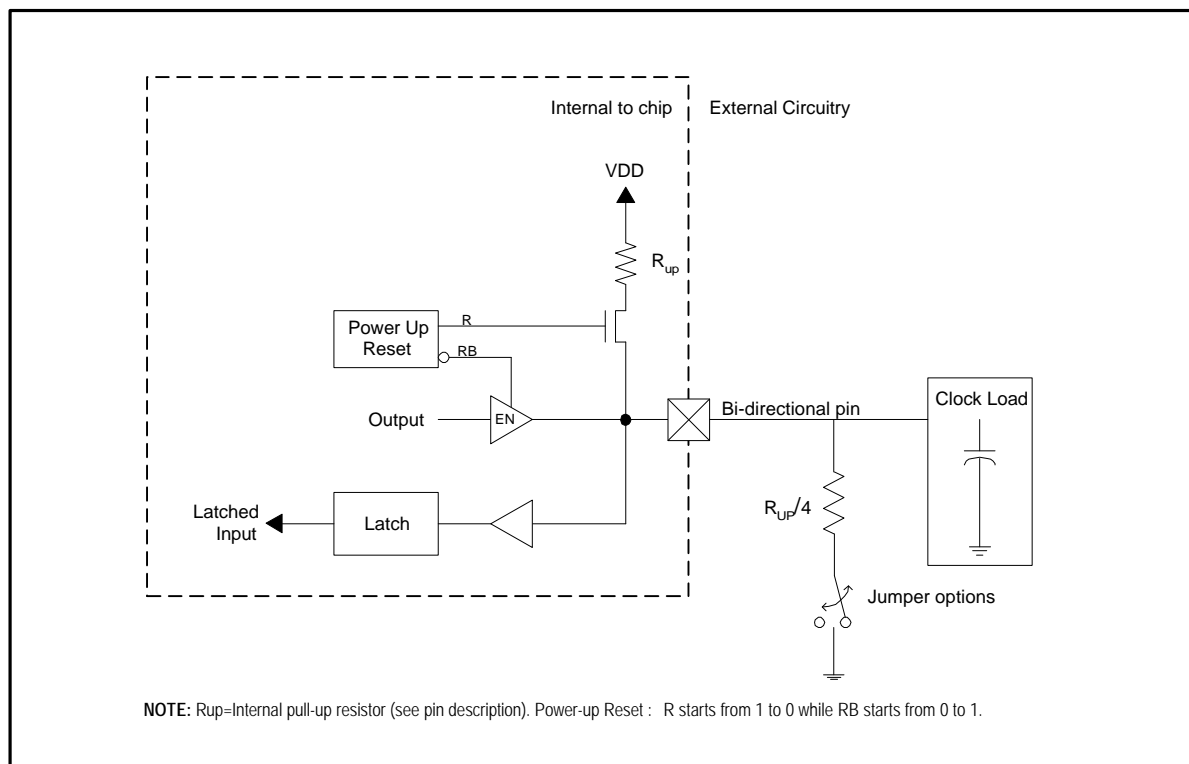 Internal to chip
External Circuitry
VDD
Rup
Power Up
Reset
R
RB
Output
EN
Bi-directional pin
Clock Load
Latched
Input
Latch
RUP/4
Jumper options
NOTE: Rup=Internal pull-up resistor (see pin description). Power-up Reset : R starts from 1 to 0 while RB starts from 0 to 1.